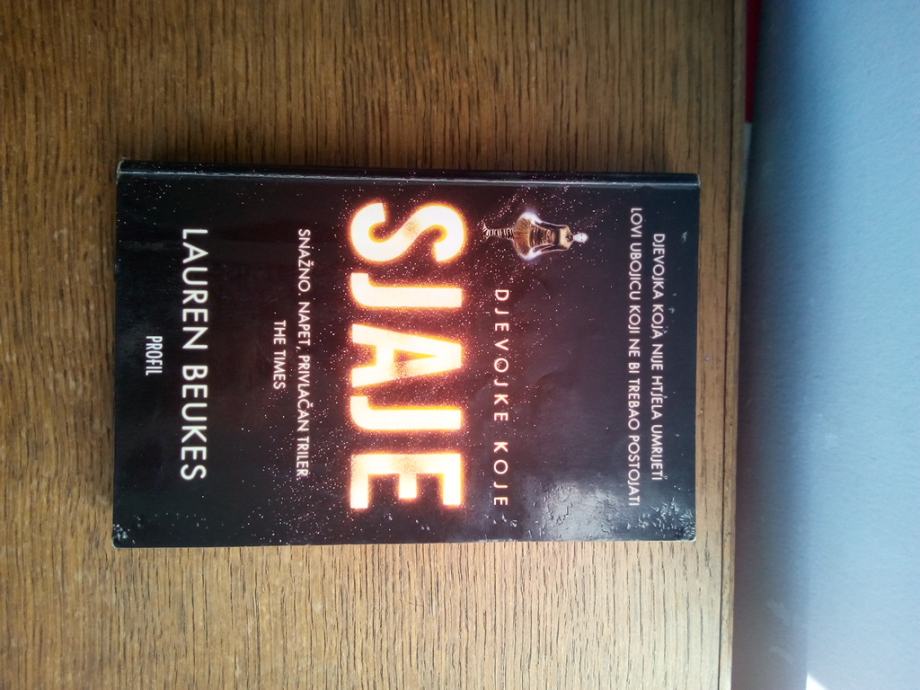 DJEVOJKA KOJA NIJE HTJELA UMRIJETI
LOVI UBOJICU KOJI NE BI TREBAO POSTOJATI
DJEVOJKE KOJE
SJAJE
SNAŽNO, NAPET, PRIVLAČAN TRILER.
THE TIMES
LAUREN BEUKES
PROFIL